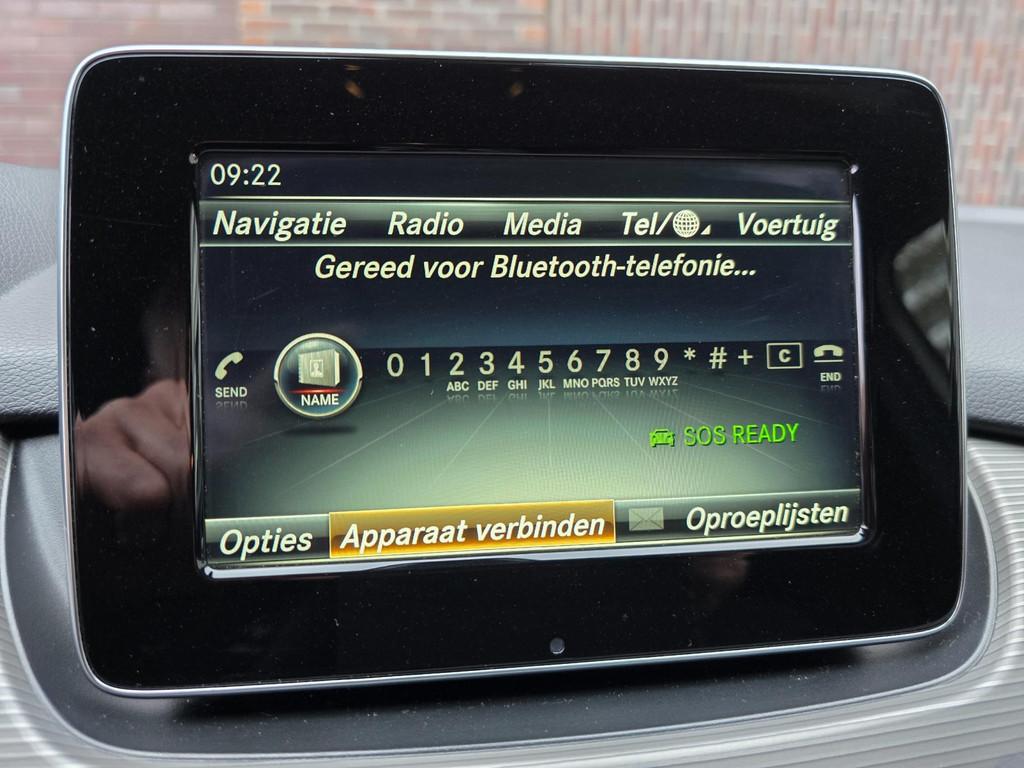 09:22
Navigatie Radio Media Tel/ Voertuig
Gereed voor Bluetooth-telefonie...
0 1 2 3 4 5 6 7 8 9 * # + C
SEND NAME ABC DEF GHI JKL MNO PQRS TUV WXYZ END
SOS READY
Opties Apparaat verbinden Oproeplijsten